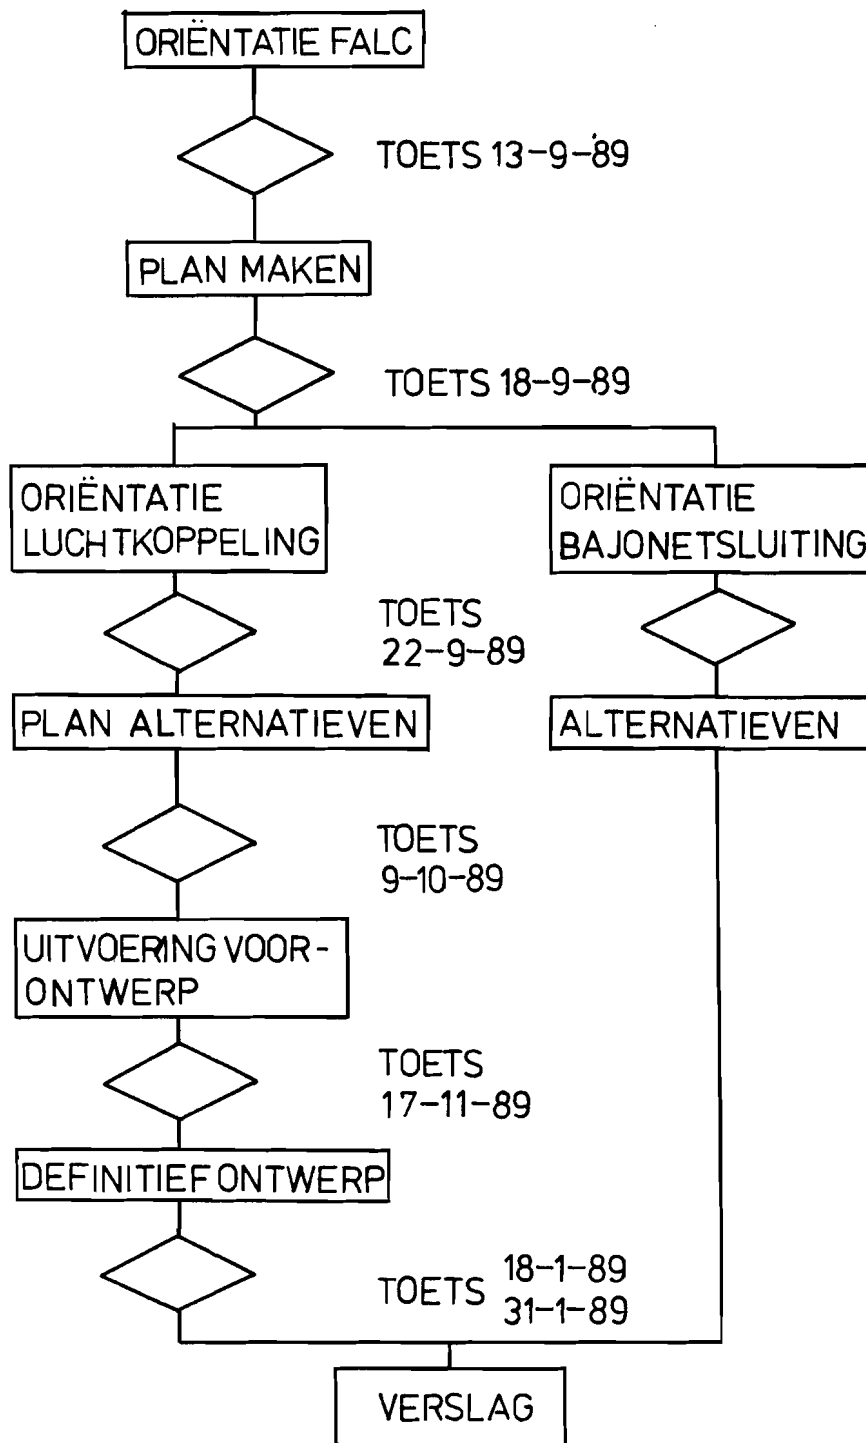 ORIËNTATIE FALC
TOETS 13-9-89
PLAN MAKEN
TOETS 18-9-89
ORIËNTATIE
LUCHTKOPPELING
ORIËNTATIE
BAJONETSLUITING
TOETS
22-9-89
PLAN ALTERNATIEVEN
ALTERNATIEVEN
TOETS
9-10-89
UITVOERING VOOR-
ONTWERP
TOETS
17-11-89
DEFINITIEF ONTWERP
TOETS 18-1-89
31-1-89
VERSLAG